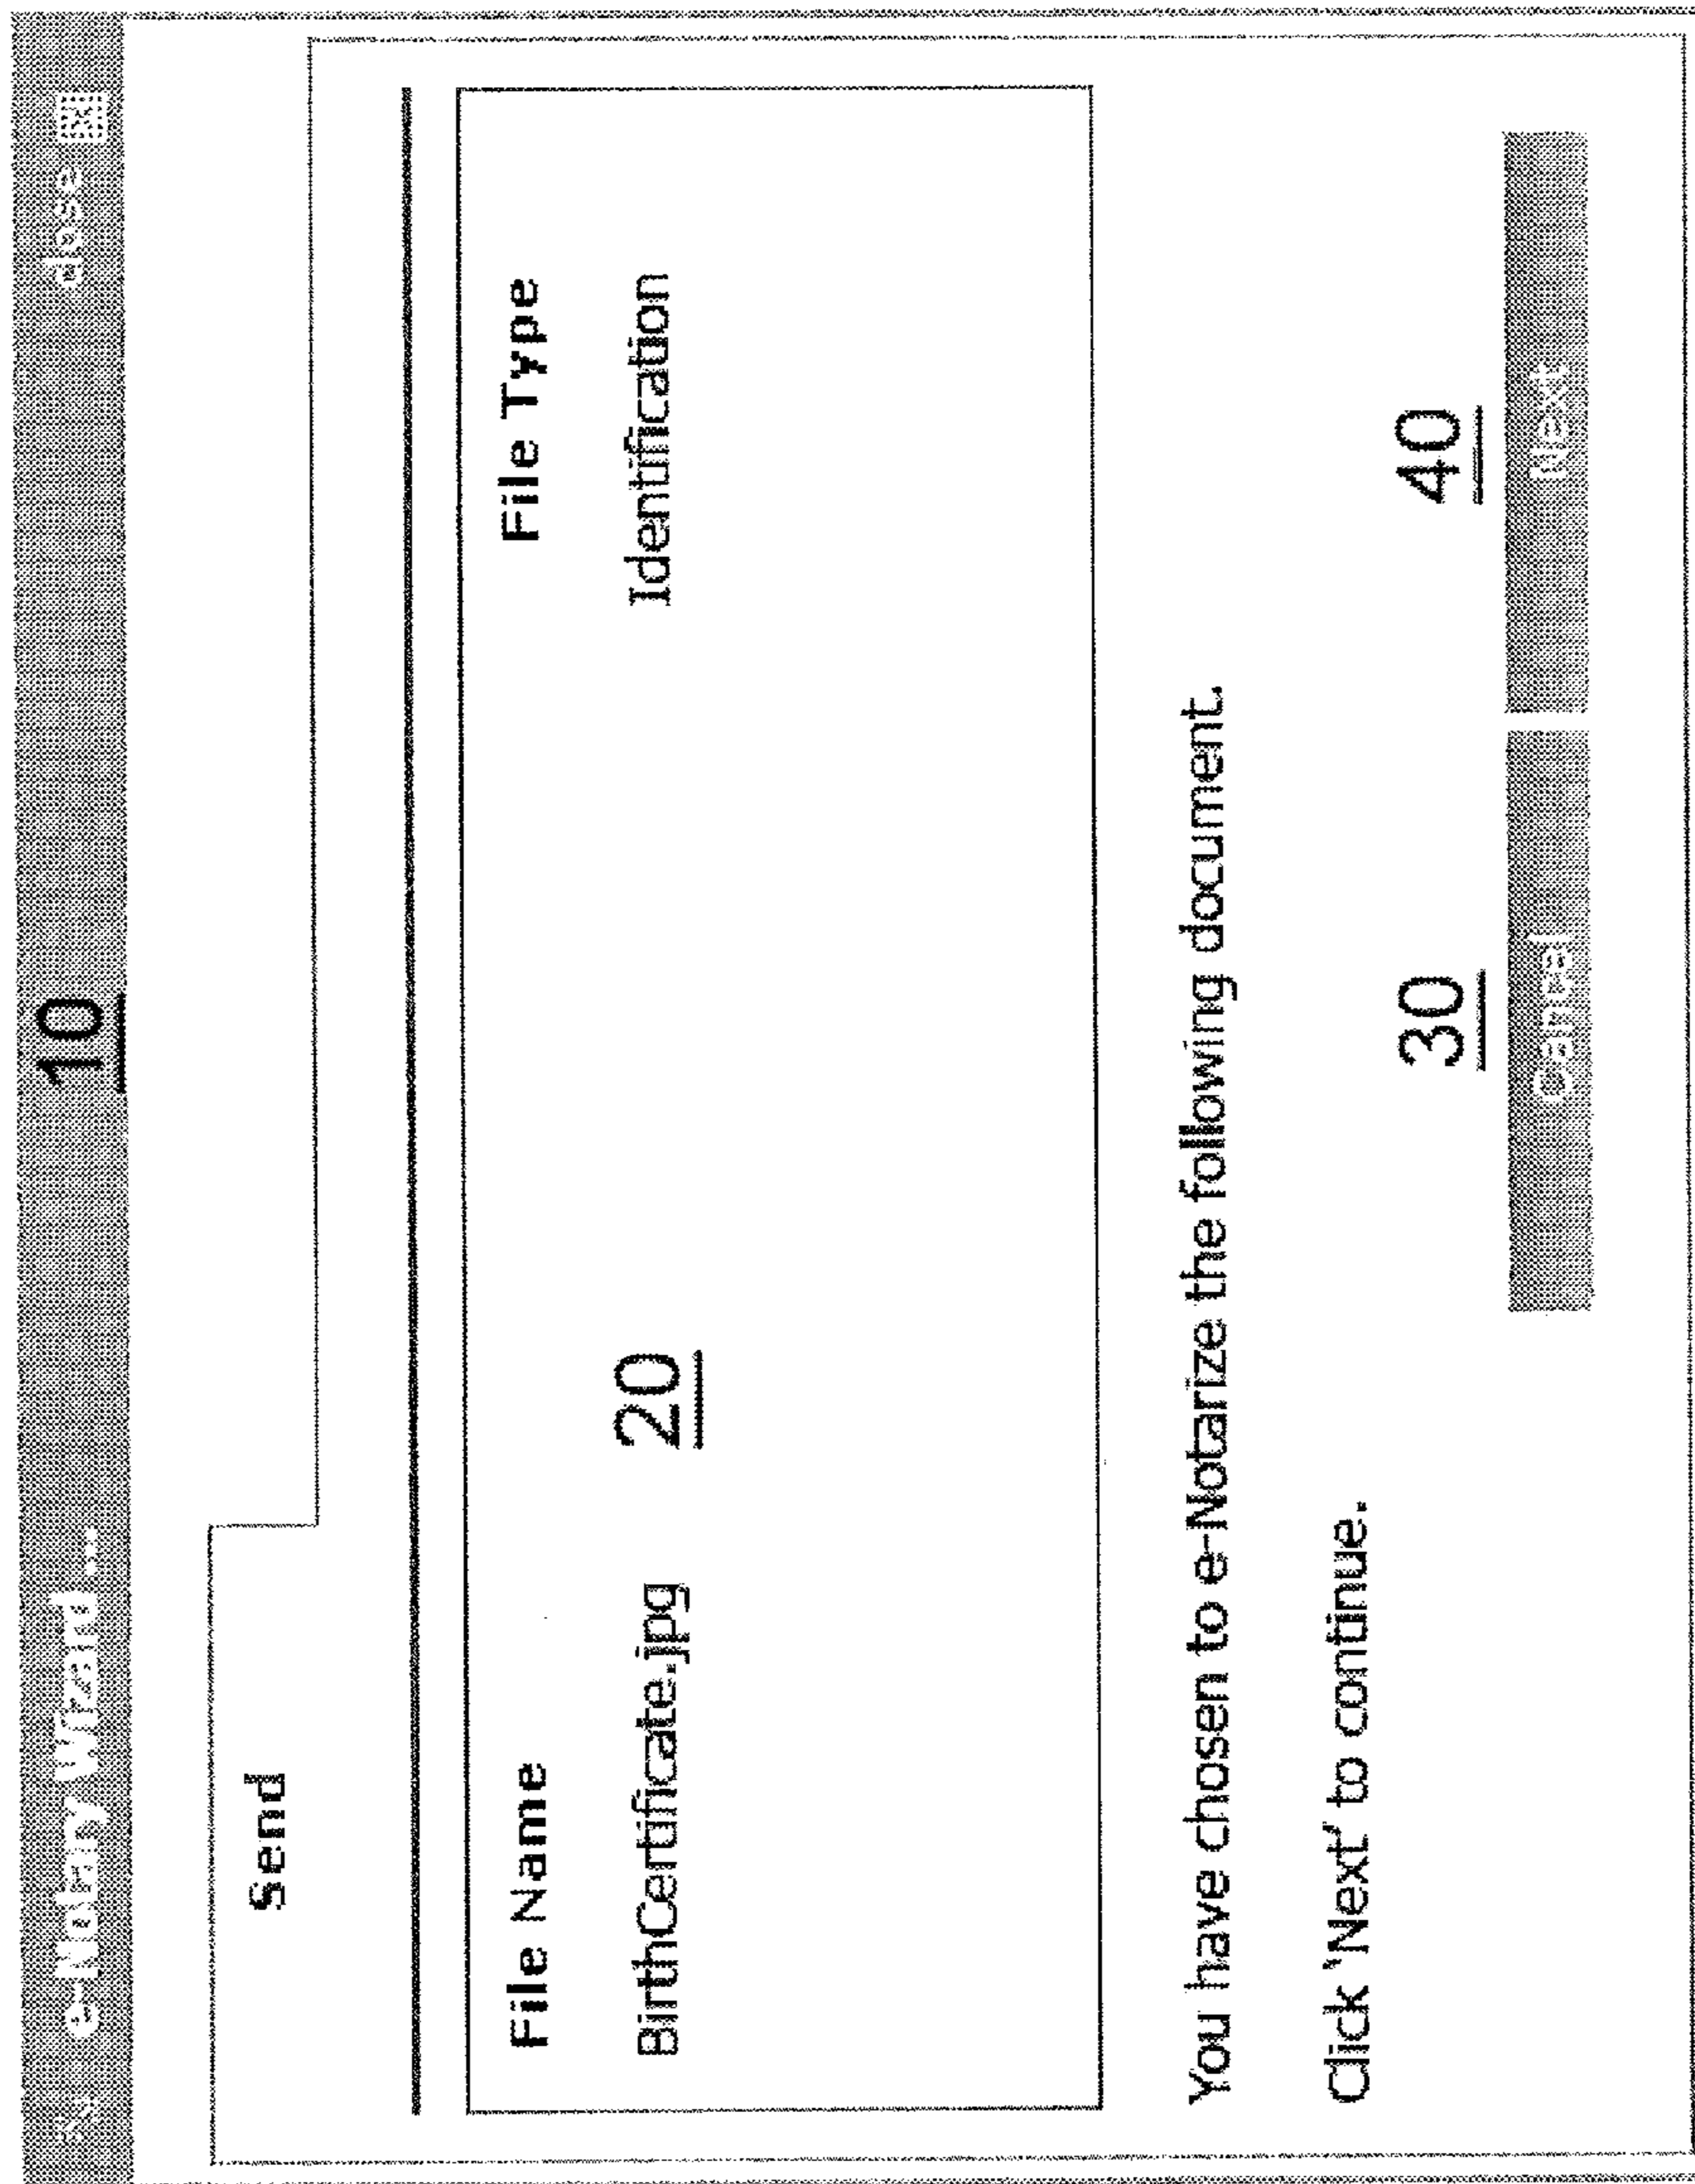 e-Notary Wizard ... 10 close
Send
File Name File Type
BirthCertificate.jpg 20 Identification
You have chosen to e-Notarize the following document.
Click 'Next' to continue.
30 40
Cancel Next